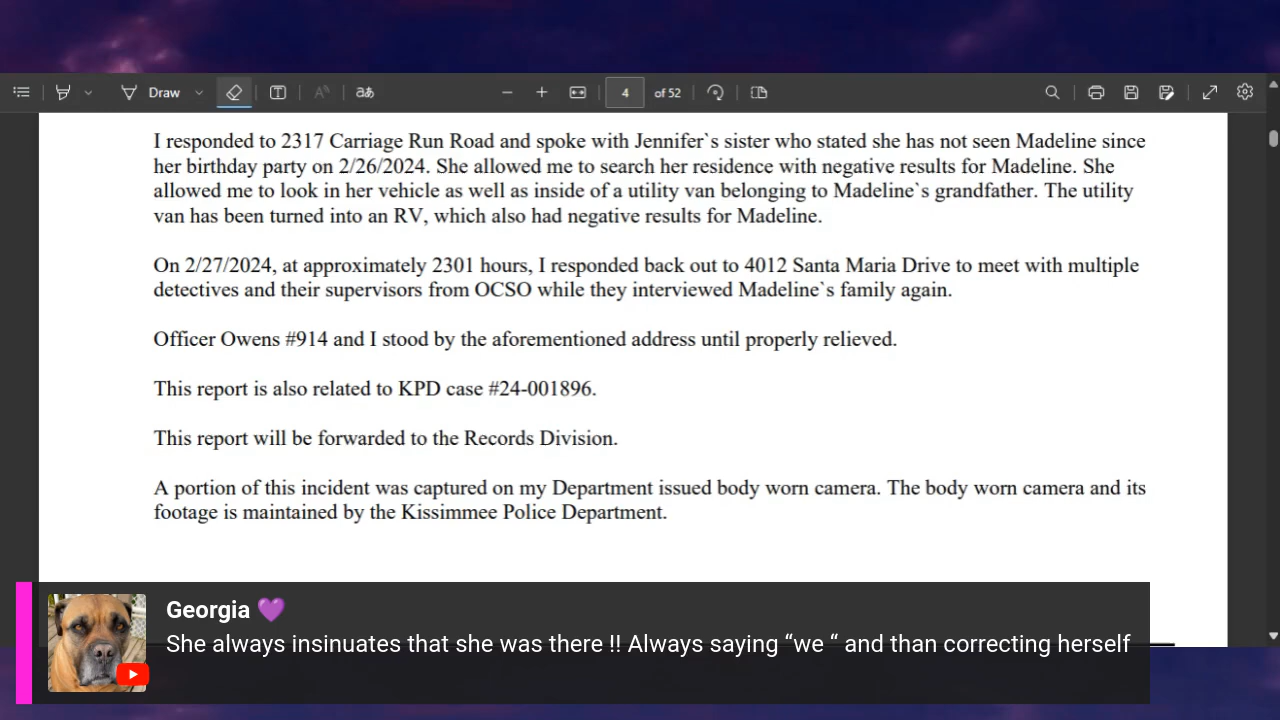 Draw
aあ
4
of 52
I responded to 2317 Carriage Run Road and spoke with Jennifer`s sister who stated she has not seen Madeline since
her birthday party on 2/26/2024. She allowed me to search her residence with negative results for Madeline. She
allowed me to look in her vehicle as well as inside of a utility van belonging to Madeline`s grandfather. The utility
van has been turned into an RV, which also had negative results for Madeline.
On 2/27/2024, at approximately 2301 hours, I responded back out to 4012 Santa Maria Drive to meet with multiple
detectives and their supervisors from OCSO while they interviewed Madeline`s family again.
Officer Owens #914 and I stood by the aforementioned address until properly relieved.
This report is also related to KPD case #24-001896.
This report will be forwarded to the Records Division.
A portion of this incident was captured on my Department issued body worn camera. The body worn camera and its
footage is maintained by the Kissimmee Police Department.
Georgia 💜
She always insinuates that she was there !! Always saying “we “ and than correcting herself